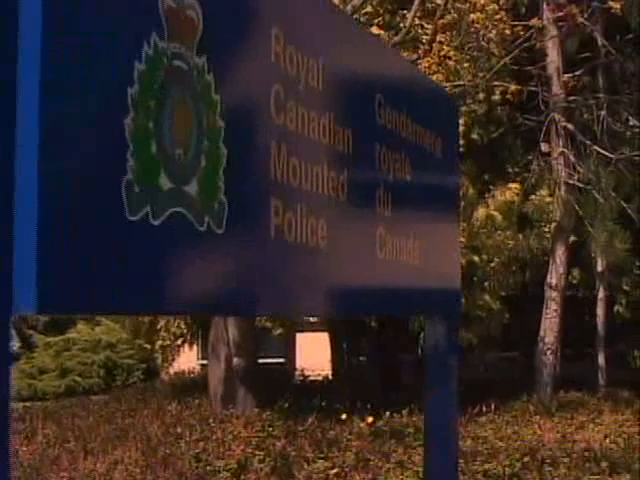 Royal
Canadian
Mounted
Police
Gendarmerie
royale
du
Canada